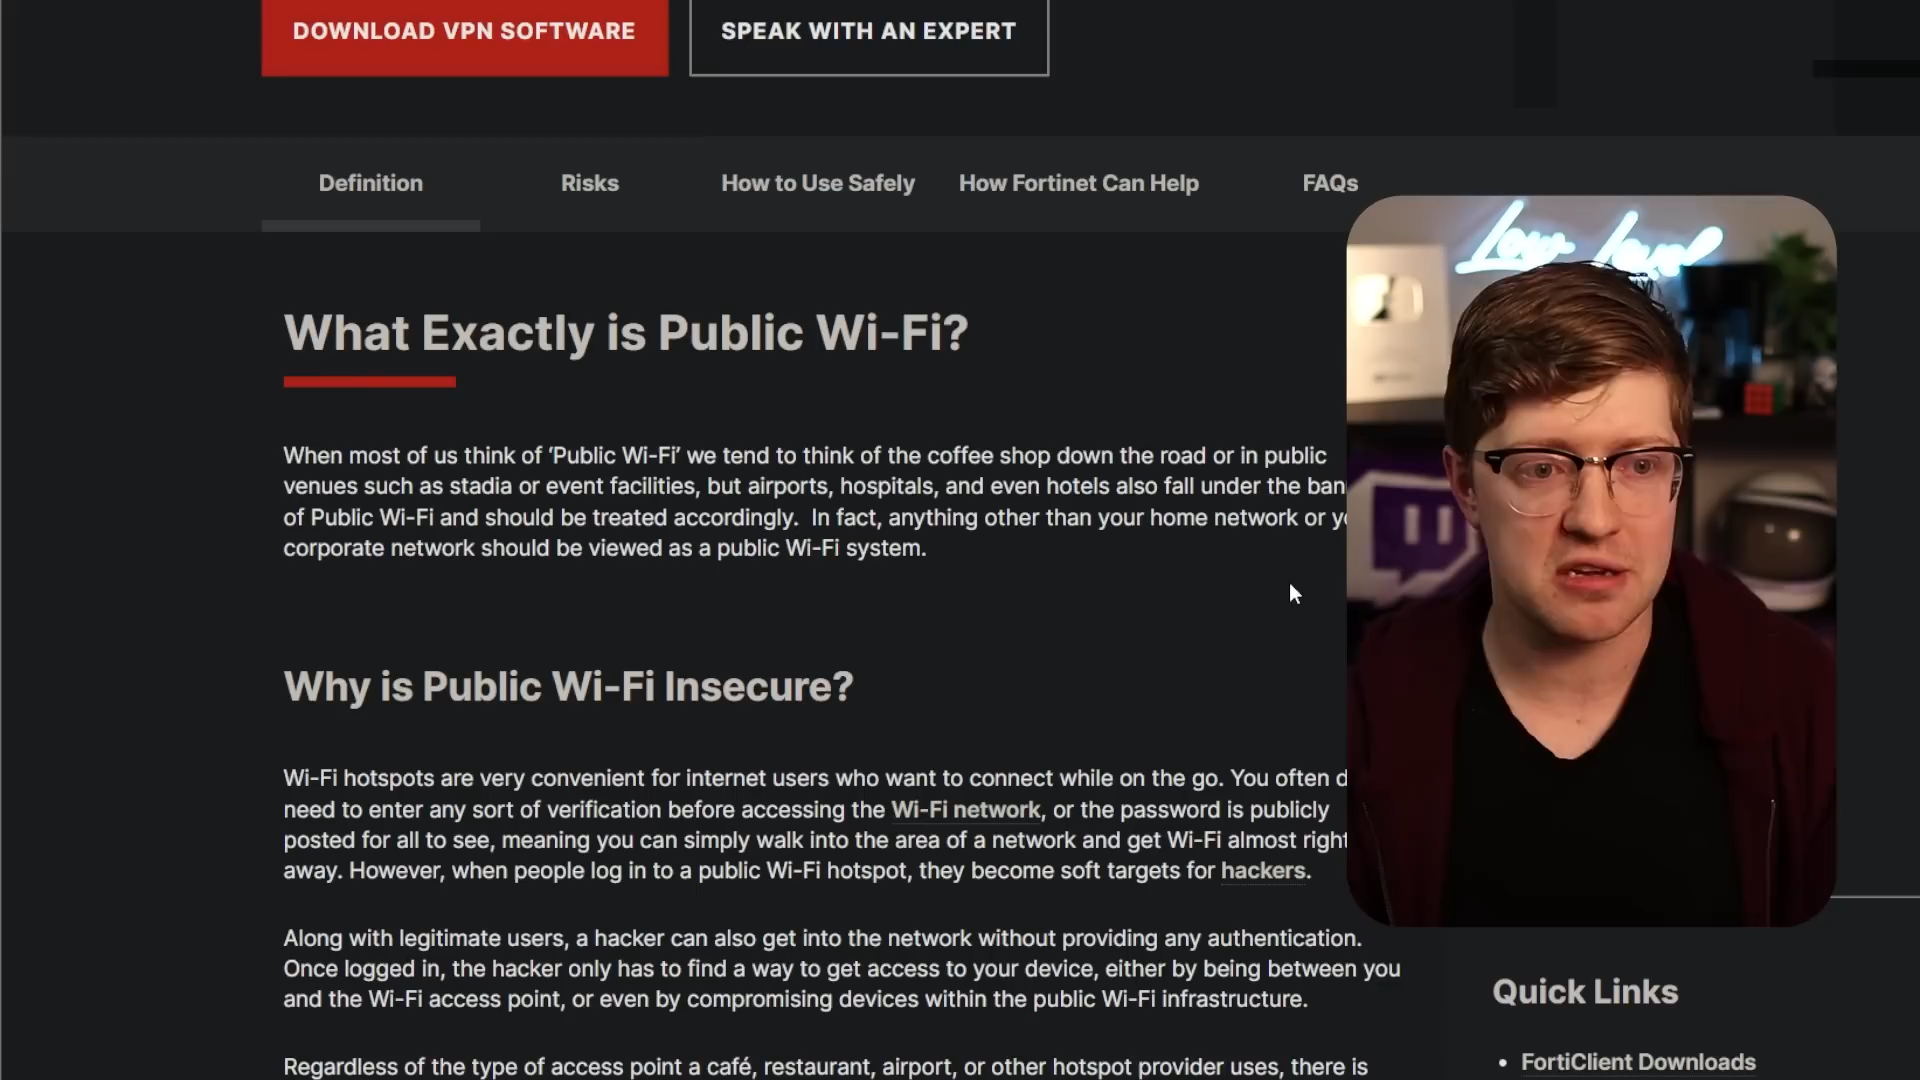 DOWNLOAD VPN SOFTWARE
SPEAK WITH AN EXPERT
Definition
Risks
How to Use Safely
How Fortinet Can Help
FAQs
Low Level
What Exactly is Public Wi-Fi?
When most of us think of ‘Public Wi-Fi’ we tend to think of the coffee shop down the road or in public
venues such as stadia or event facilities, but airports, hospitals, and even hotels also fall under the
of Public Wi-Fi and should be treated accordingly. In fact, anything other than your home network or
corporate network should be viewed as a public Wi-Fi system.
Why is Public Wi-Fi Insecure?
Wi-Fi hotspots are very convenient for internet users who want to connect while on the go. You often
need to enter any sort of verification before accessing the Wi-Fi network, or the password is publicly
posted for all to see, meaning you can simply walk into the area of a network and get Wi-Fi almost right
away. However, when people log in to a public Wi-Fi hotspot, they become soft targets for hackers.
Along with legitimate users, a hacker can also get into the network without providing any authentication.
Once logged in, the hacker only has to find a way to get access to your device, either by being between you
and the Wi-Fi access point, or even by compromising devices within the public Wi-Fi infrastructure.
Regardless of the type of access point a café, restaurant, airport, or other hotspot provider uses, there is
Quick Links
• FortiClient Downloads